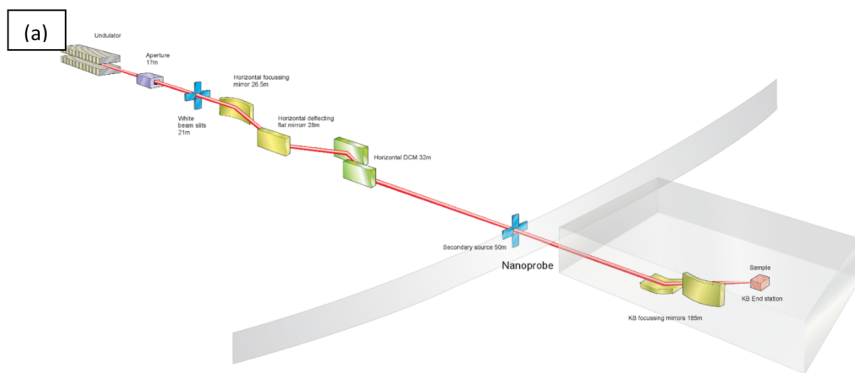 (a)
Undulator
Aperture
17m
White
beam slits
21m
Horizontal focussing
mirror 26.5m
Horizontal deflecting
flat mirrorr 28m
Horizontal DCM 32m
Secondary source 50m
Nanoprobe
Sample
KB End station
KB focussing mirrors 185m